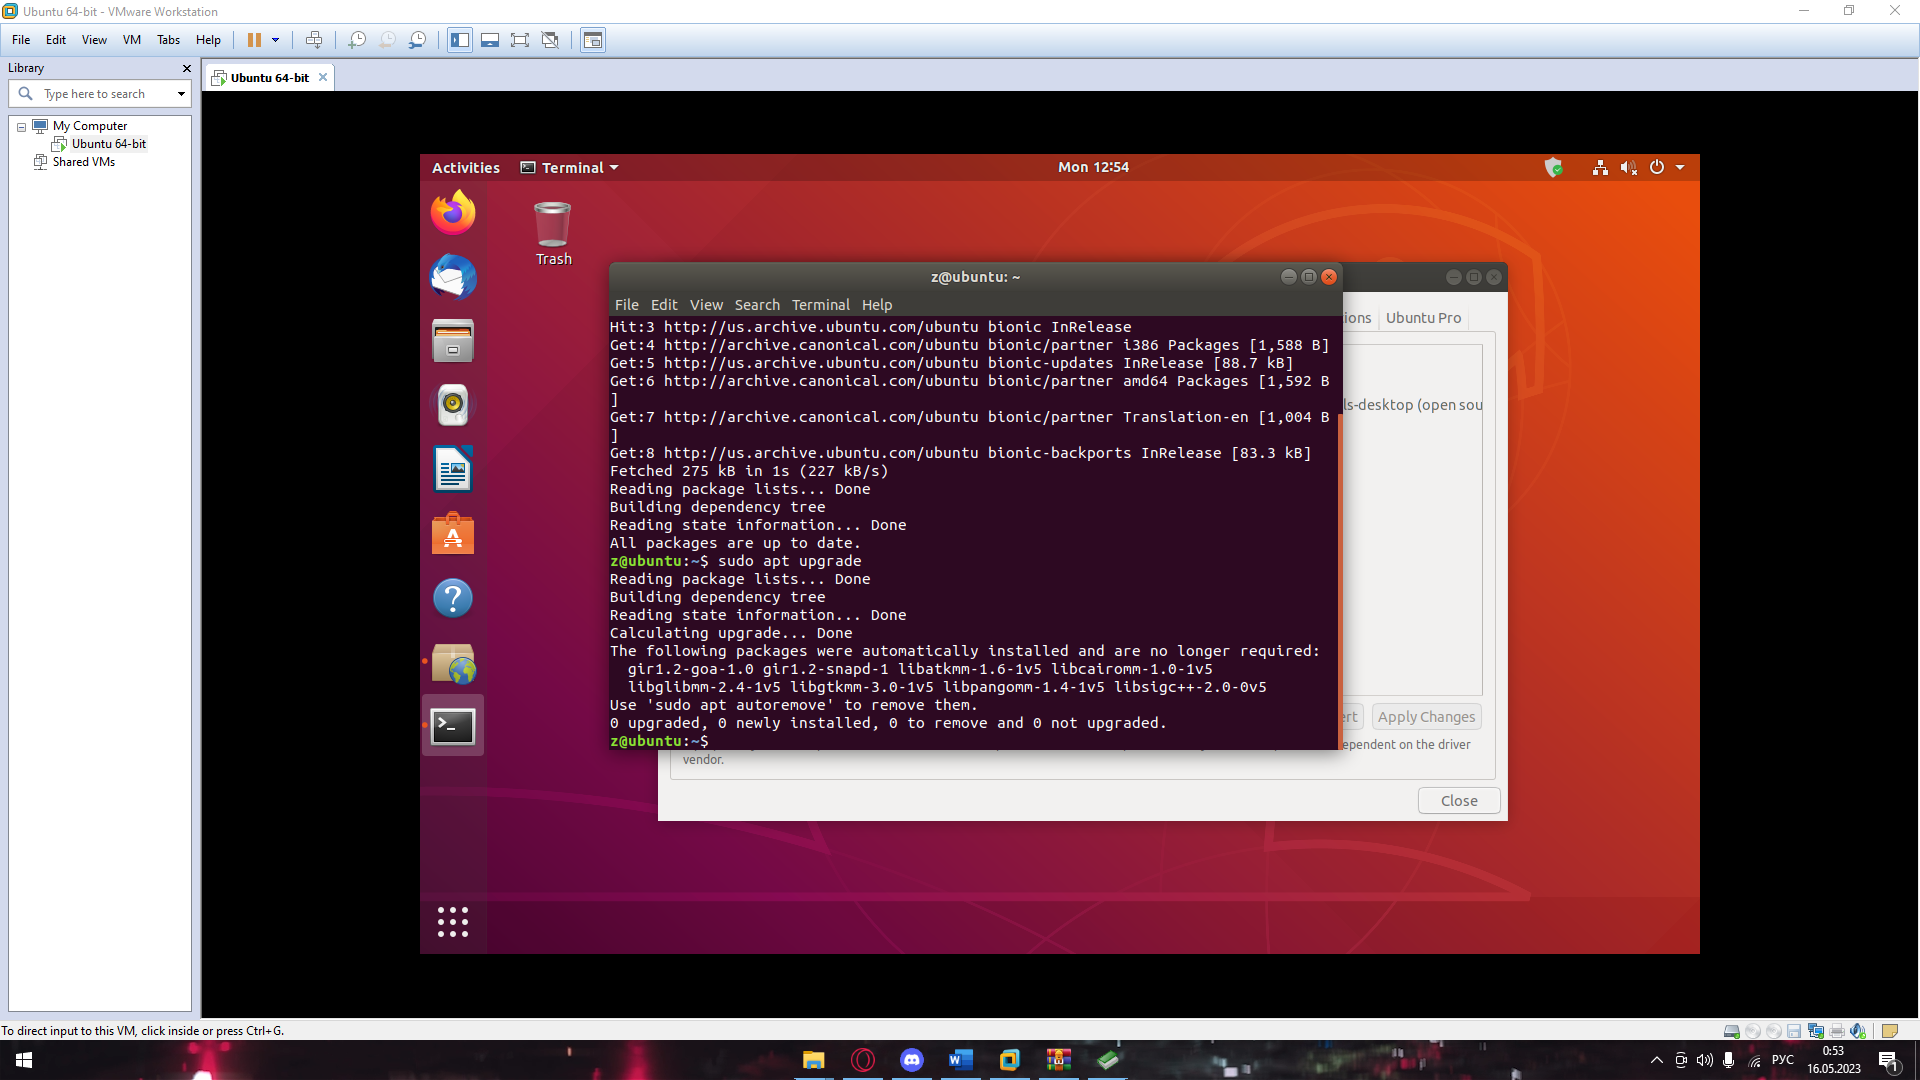 Ubuntu 64-bit - VMware Workstation
File Edit View VM Tabs Help
Library
Ubuntu 64-bit
Type here to search
My Computer
Ubuntu 64-bit
Shared VMs
Activities Terminal Mon 12:54
Trash
z@ubuntu: ~
File Edit View Search Terminal Help
Hit:3 http://us.archive.ubuntu.com/ubuntu bionic InRelease
Get:4 http://archive.canonical.com/ubuntu bionic/partner i386 Packages [1,588 B]
Get:5 http://us.archive.ubuntu.com/ubuntu bionic-updates InRelease [88.7 kB]
Get:6 http://archive.canonical.com/ubuntu bionic/partner amd64 Packages [1,592 B
]
Get:7 http://archive.canonical.com/ubuntu bionic/partner Translation-en [1,004 B
]
Get:8 http://us.archive.ubuntu.com/ubuntu bionic-backports InRelease [83.3 kB]
Fetched 275 kB in 1s (227 kB/s)
Reading package lists... Done
Building dependency tree
Reading state information... Done
All packages are up to date.
z@ubuntu:~$ sudo apt upgrade
Reading package lists... Done
Building dependency tree
Reading state information... Done
Calculating upgrade... Done
The following packages were automatically installed and are no longer required:
gir1.2-goa-1.0 gir1.2-snapd-1 libatkmm-1.6-1v5 libcairomm-1.0-1v5
libglibmm-2.4-1v5 libgtkmm-3.0-1v5 libpangomm-1.4-1v5 libsigc++-2.0-0v5
Use 'sudo apt autoremove' to remove them.
0 upgraded, 0 newly installed, 0 to remove and 0 not upgraded.
z@ubuntu:~$
ions Ubuntu Pro
ls-desktop (open sou
ert Apply Changes
ependent on the driver
vendor.
Close
To direct input to this VM, click inside or press Ctrl+G.
РУС
0:53
16.05.2023
1